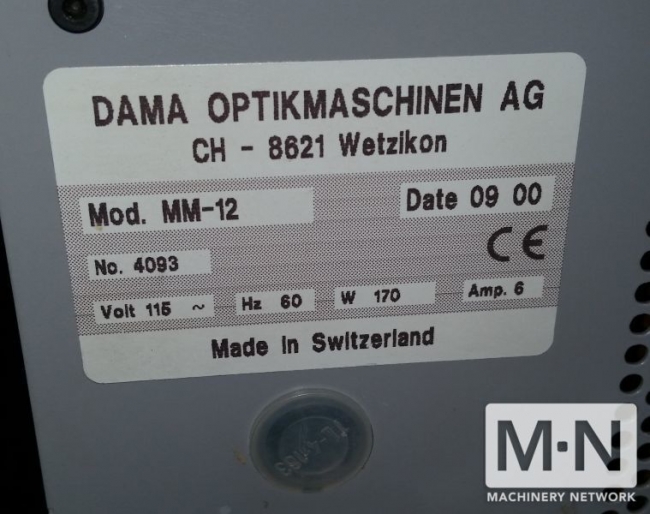 DAMA OPTIKMASCHINEN AG
CH - 8621 Wetzikon
Mod. MM-12
Date 09 00
CE
No. 4093
Volt 115 ~ Hz 60 W 170 Amp. 6
Made in Switzerland
M·N
MACHINERY NETWORK